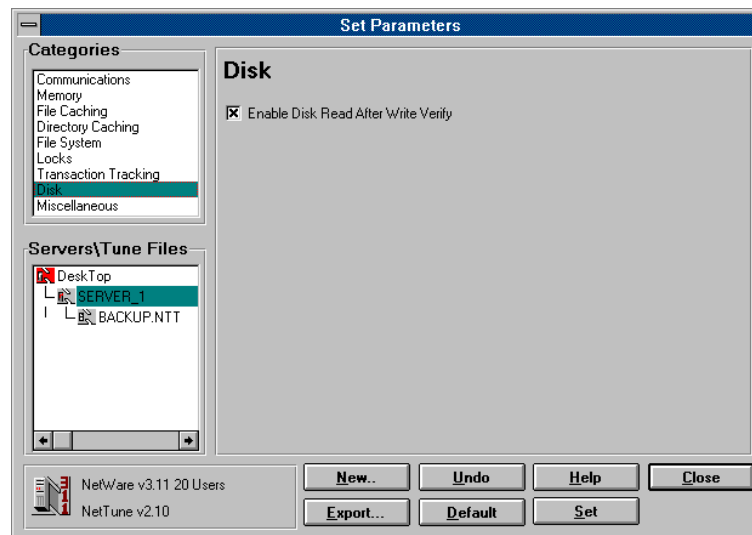 Set Parameters
Categories
Communications
Memory
File Caching
Directory Caching
File System
Locks
Transaction Tracking
Disk
Miscellaneous
Disk
Enable Disk Read After Write Verify
Servers\Tune Files
DeskTop
SERVER_1
BACKUP.NTT
NetWare v3.11 20 Users
NetTune v2.10
New..
Undo
Help
Close
Export...
Default
Set